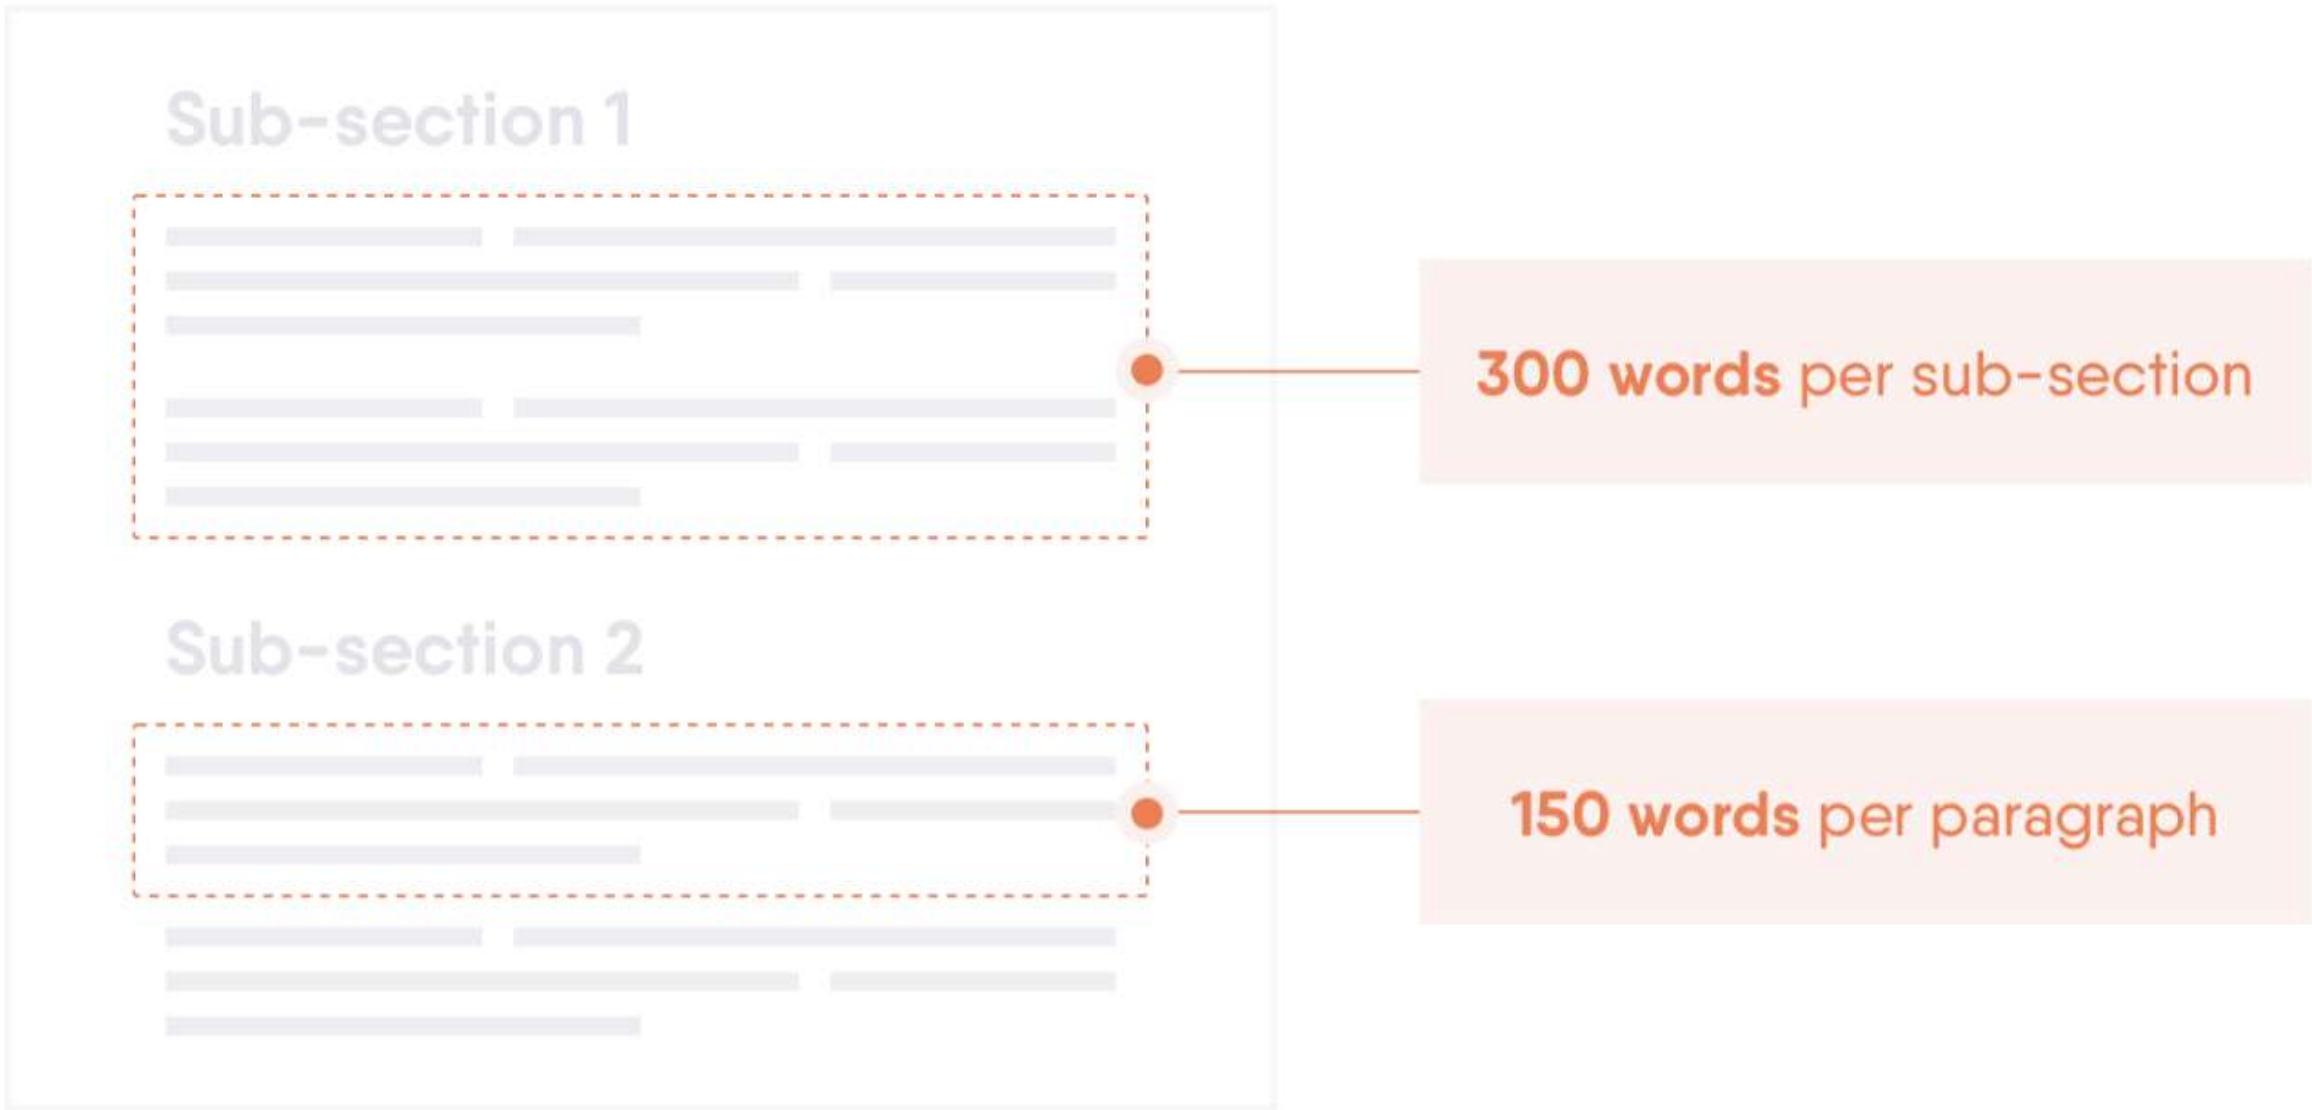 Sub-section 1
300 words per sub-section
Sub-section 2
150 words per paragraph